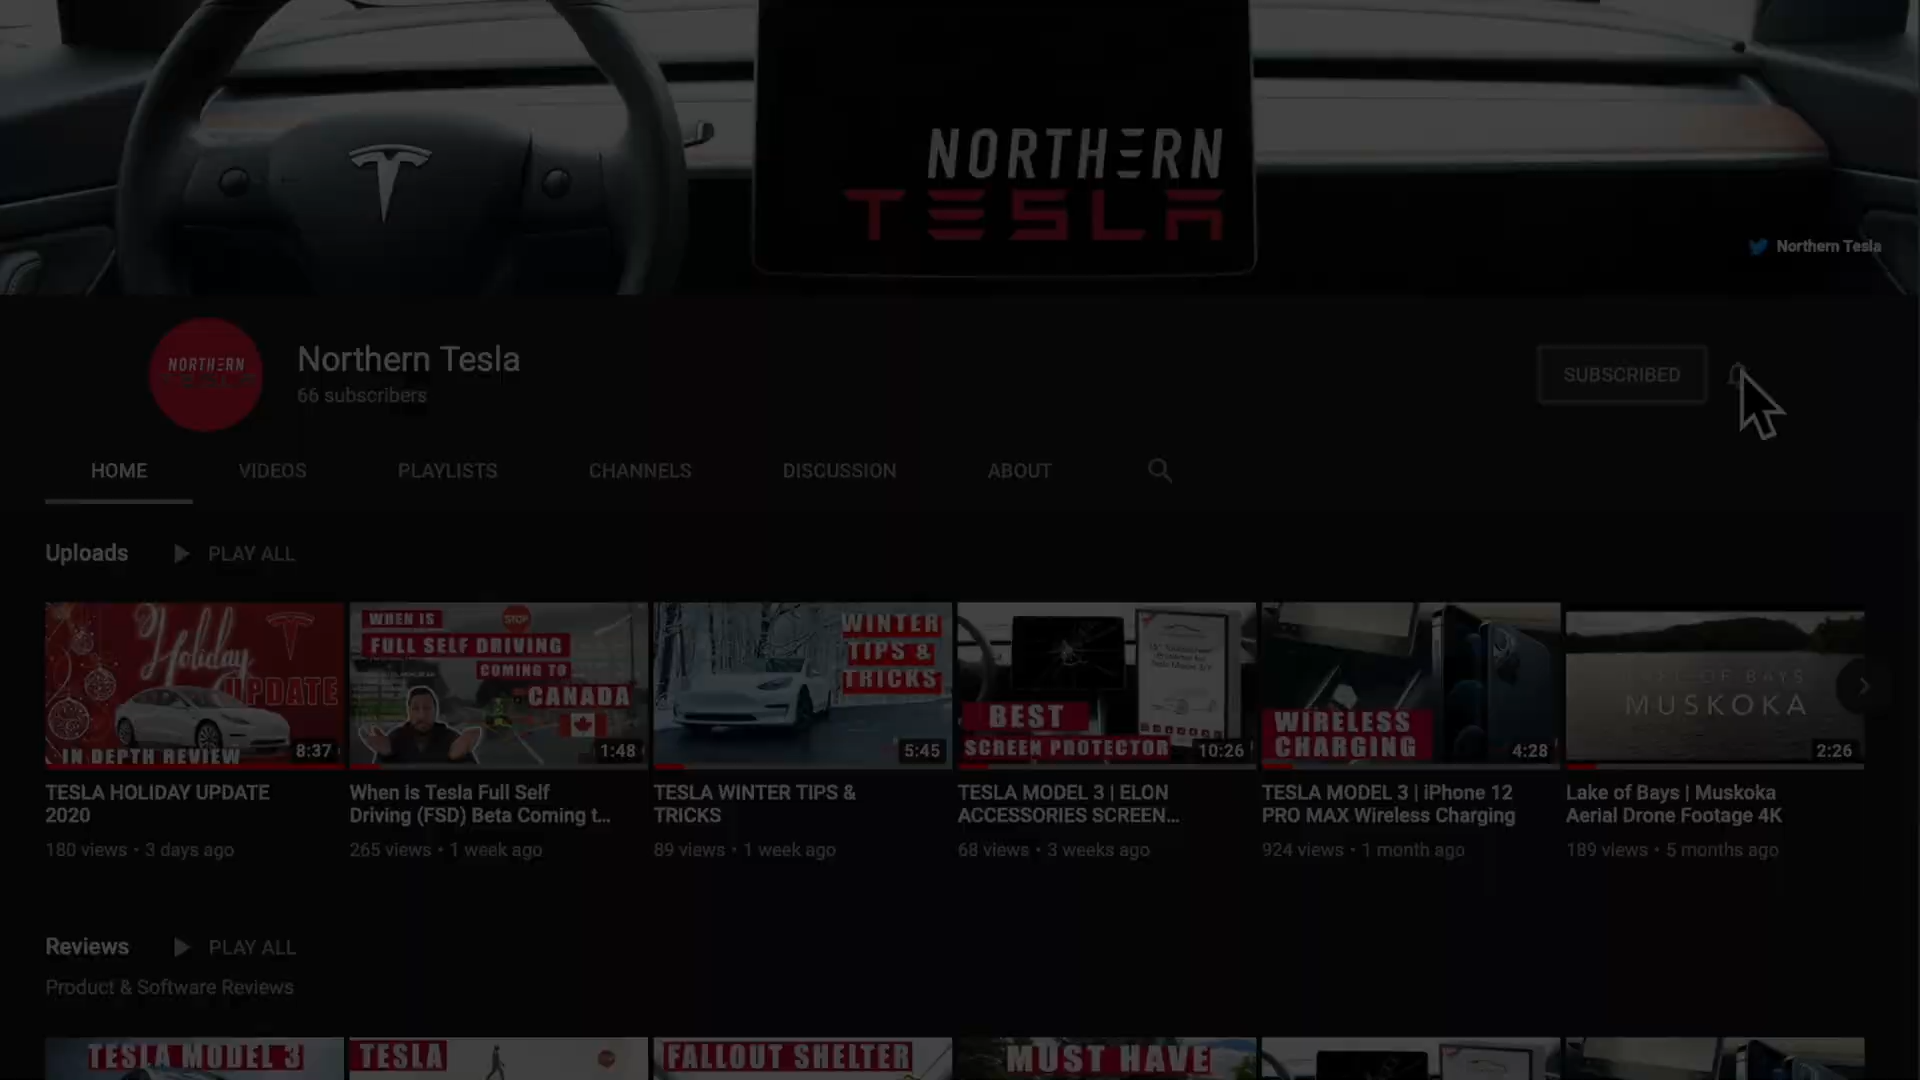 NORTHERN
TESLA
Northern Tesla
NORTHERN
TESLA
Northern Tesla
66 subscribers
SUBSCRIBED
HOME
VIDEOS
PLAYLISTS
CHANNELS
DISCUSSION
ABOUT
Uploads
PLAY ALL
Holiday
UPDATE
IN DEPTH REVIEW
8:37
WHEN IS
STOP
FULL SELF DRIVING
COMING TO
CANADA
1:48
WINTER
TIPS &
TRICKS
5:45
BEST
SCREEN PROTECTOR
10:26
WIRELESS
CHARGING
4:28
LAKE OF BAYS
MUSKOKA
2:26
TESLA HOLIDAY UPDATE
2020
180 views • 3 days ago
When is Tesla Full Self
Driving (FSD) Beta Coming t...
265 views • 1 week ago
TESLA WINTER TIPS &
TRICKS
89 views • 1 week ago
TESLA MODEL 3 | ELON
ACCESSORIES SCREEN...
68 views • 3 weeks ago
TESLA MODEL 3 | iPhone 12
PRO MAX Wireless Charging
924 views • 1 month ago
Lake of Bays | Muskoka
Aerial Drone Footage 4K
189 views • 5 months ago
Reviews
PLAY ALL
Product & Software Reviews
TESLA MODEL 3
TESLA
FALLOUT SHELTER
MUST HAVE